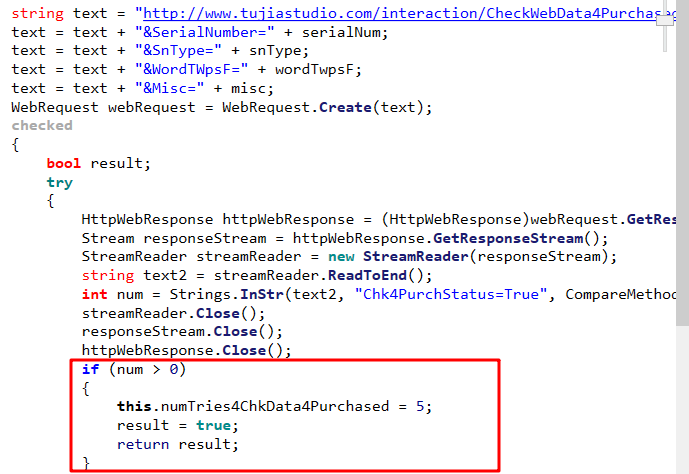 string text = "http://www.tujiastudio.com/interaction/CheckWebData4Purchased
text = text + "&SerialNumber=" + serialNum;
text = text + "&SnType=" + snType;
text = text + "&WordTWpsF=" + wordTwpsF;
text = text + "&Misc=" + misc;
WebRequest webRequest = WebRequest.Create(text);
checked
{
bool result;
try
{
HttpWebResponse httpWebResponse = (HttpWebResponse)webRequest.GetRes
Stream responseStream = httpWebResponse.GetResponseStream();
StreamReader streamReader = new StreamReader(responseStream);
string text2 = streamReader.ReadToEnd();
int num = Strings.InStr(text2, "Chk4PurchStatus=True", CompareMethod
streamReader.Close();
responseStream.Close();
httpWebResponse.Close();
if (num > 0)
{
this.numTries4ChkData4Purchased = 5;
result = true;
return result;
}